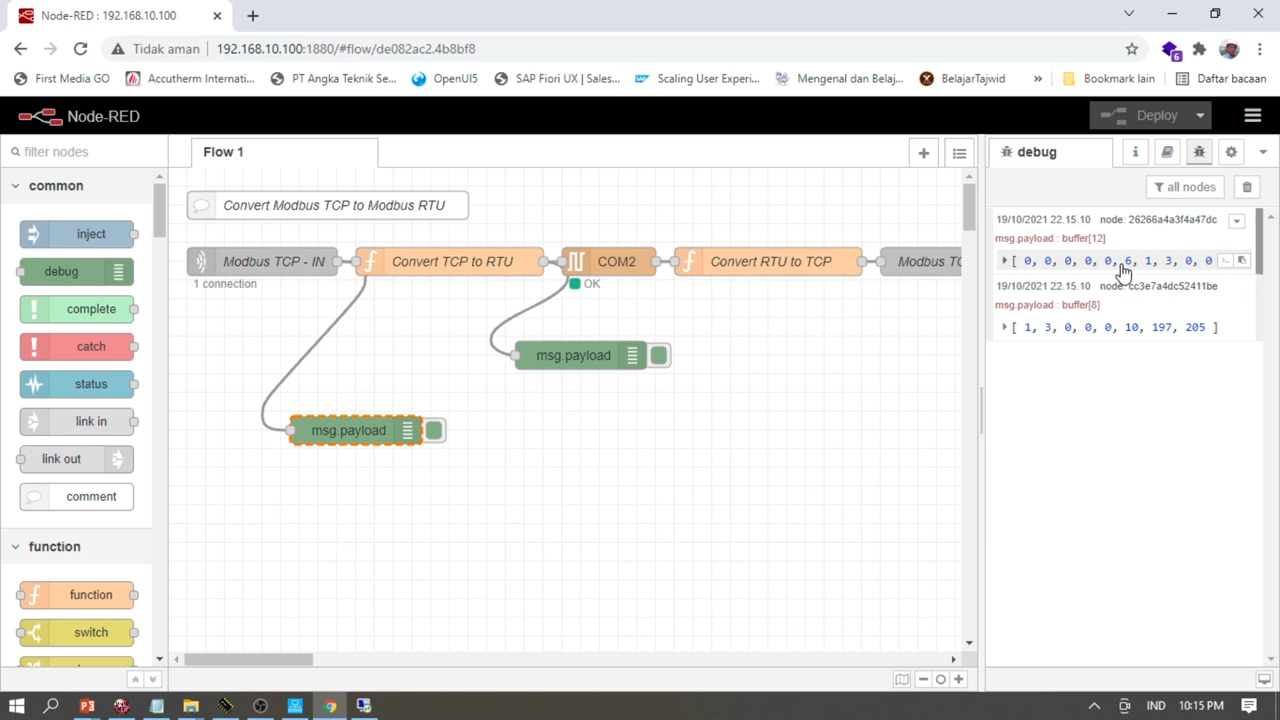 Node-RED : 192.168.10.100
Tidak aman
192.168.10.100:1880/#flow/de082ac2.4b8bf8
6
First Media GO
Accutherm Internati...
PT Angka Teknik Se...
OpenUI5
SAP Fiori UX | Sales...
Scaling User Experi...
Mengenal dan Belaj...
BelajarTajwid
»
Bookmark lain
Daftar bacaan
Node-RED
Deploy
filter nodes
Flow 1
debug
common
all nodes
inject
debug
complete
catch
status
link in
link out
comment
function
function
switch
Convert Modbus TCP to Modbus RTU
Modbus TCP - IN
1 connection
Convert TCP to RTU
COM2
OK
Convert RTU to TCP
Modbus TC
msg.payload
msg.payload
19/10/2021 22.15.10 node: 26266a4a3f4a47dc
msg.payload : buffer[12]
[ 0, 0, 0, 0, 0, 6, 1, 3, 0, 0
19/10/2021 22.15.10 node: cc3e7a4dc52411be
msg.payload : buffer[8]
[ 1, 3, 0, 0, 0, 10, 197, 205 ]
IND
10:15 PM